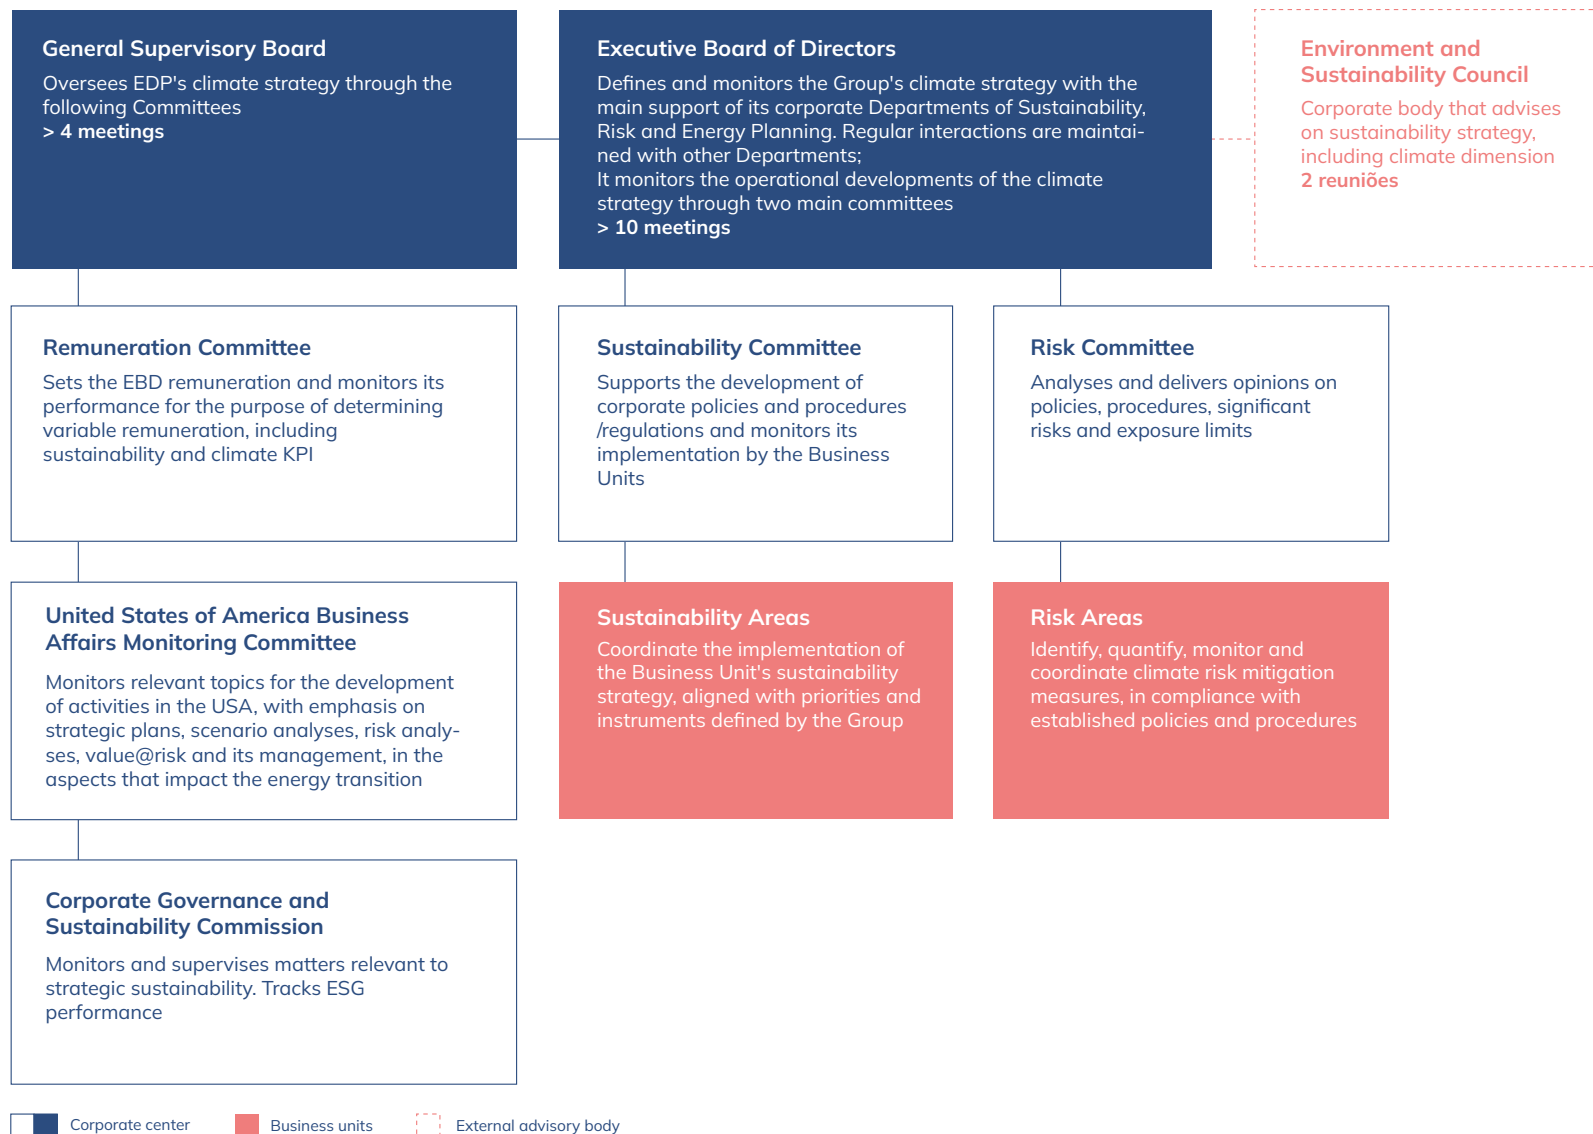 General Supervisory Board
Oversees EDP's climate strategy through the
following Committees
> 4 meetings
Executive Board of Directors
Defines and monitors the Group's climate strategy with the
main support of its corporate Departments of Sustainability,
Risk and Energy Planning. Regular interactions are maintai-
ned with other Departments;
It monitors the operational developments of the climate
strategy through two main committees
> 10 meetings
Environment and
Sustainability Council
Corporate body that advises
on sustainability strategy,
including climate dimension
2 reuniões
Remuneration Committee
Sets the EBD remuneration and monitors its
performance for the purpose of determining
variable remuneration, including
sustainability and climate KPI
Sustainability Committee
Supports the development of
corporate policies and procedures
/regulations and monitors its
implementation by the Business
Units
Risk Committee
Analyses and delivers opinions on
policies, procedures, significant
risks and exposure limits
United States of America Business
Affairs Monitoring Committee
Monitors relevant topics for the development
of activities in the USA, with emphasis on
strategic plans, scenario analyses, risk analy-
ses, value@risk and its management, in the
aspects that impact the energy transition
Sustainability Areas
Coordinate the implementation of
the Business Unit's sustainability
strategy, aligned with priorities and
instruments defined by the Group
Risk Areas
Identify, quantify, monitor and
coordinate climate risk mitigation
measures, in compliance with
established policies and procedures
Corporate Governance and
Sustainability Commission
Monitors and supervises matters relevant to
strategic sustainability. Tracks ESG
performance
Corporate center
Business units
External advisory body